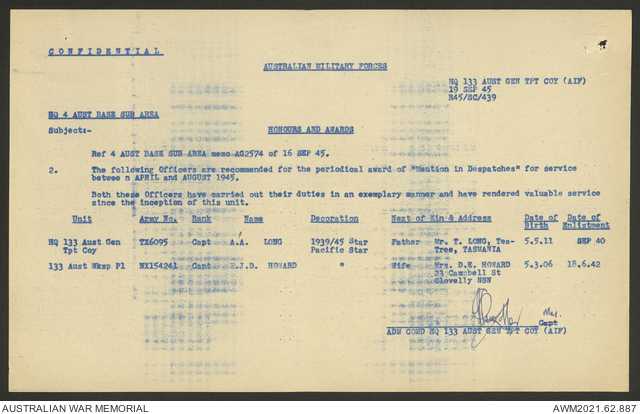 CONFIDENTIAL
AUSTRALIAN MILITARY FORCES
HQ 133 AUST GEN TPT COY (AIF)
19 SEP 45
R45/SC/439
HQ 4 AUST BASE SUB AREA
Subject:- HONOURS AND AWARDS
Ref 4 AUST BASE SUB AREA memo AG2574 of 16 SEP 45.
2. The following Officers are recommended for the periodical award of "Mention in Despatches" for service
betwee n APRIL and AUGUST 1945.
Both these Officers have carried out their duties in an exemplary manner and have rendered valuable service
since the inception of this unit.
Unit Army No. Rank Name Decoration Next of Kin & Address Date of Birth Date of Enlistment
HQ 133 Aust Gen TX6095 Capt A.A. LONG 1939/45 Star Father Mr. T. LONG, Tea- 5.5.11 SEP 40
Tpt Coy Pacific Star Tree, TASMANIA
133 Aust Wksp Pl NX154241 Capt J.D. HOWARD " Wife Mrs. D.E. HOWARD 5.3.06 18.6.42
23 Campbell St
Clovelly NSW
Capt
ADM COMD HQ 133 AUST GEN TPT COY (AIF)
AUSTRALIAN WAR MEMORIAL AWM2021.62.887